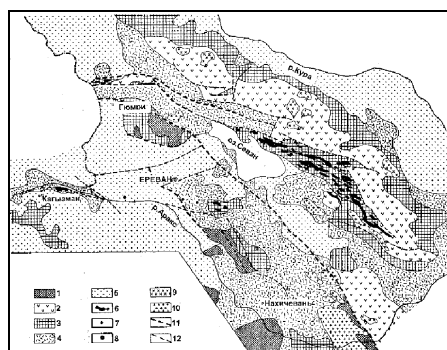 р.Кура
Гюмри
оз.Севан
ЕРЕВАН
Кагызман
р.Аракс
Нахичевань
1 5 9
2 6 10
3 7 11
4 8 12